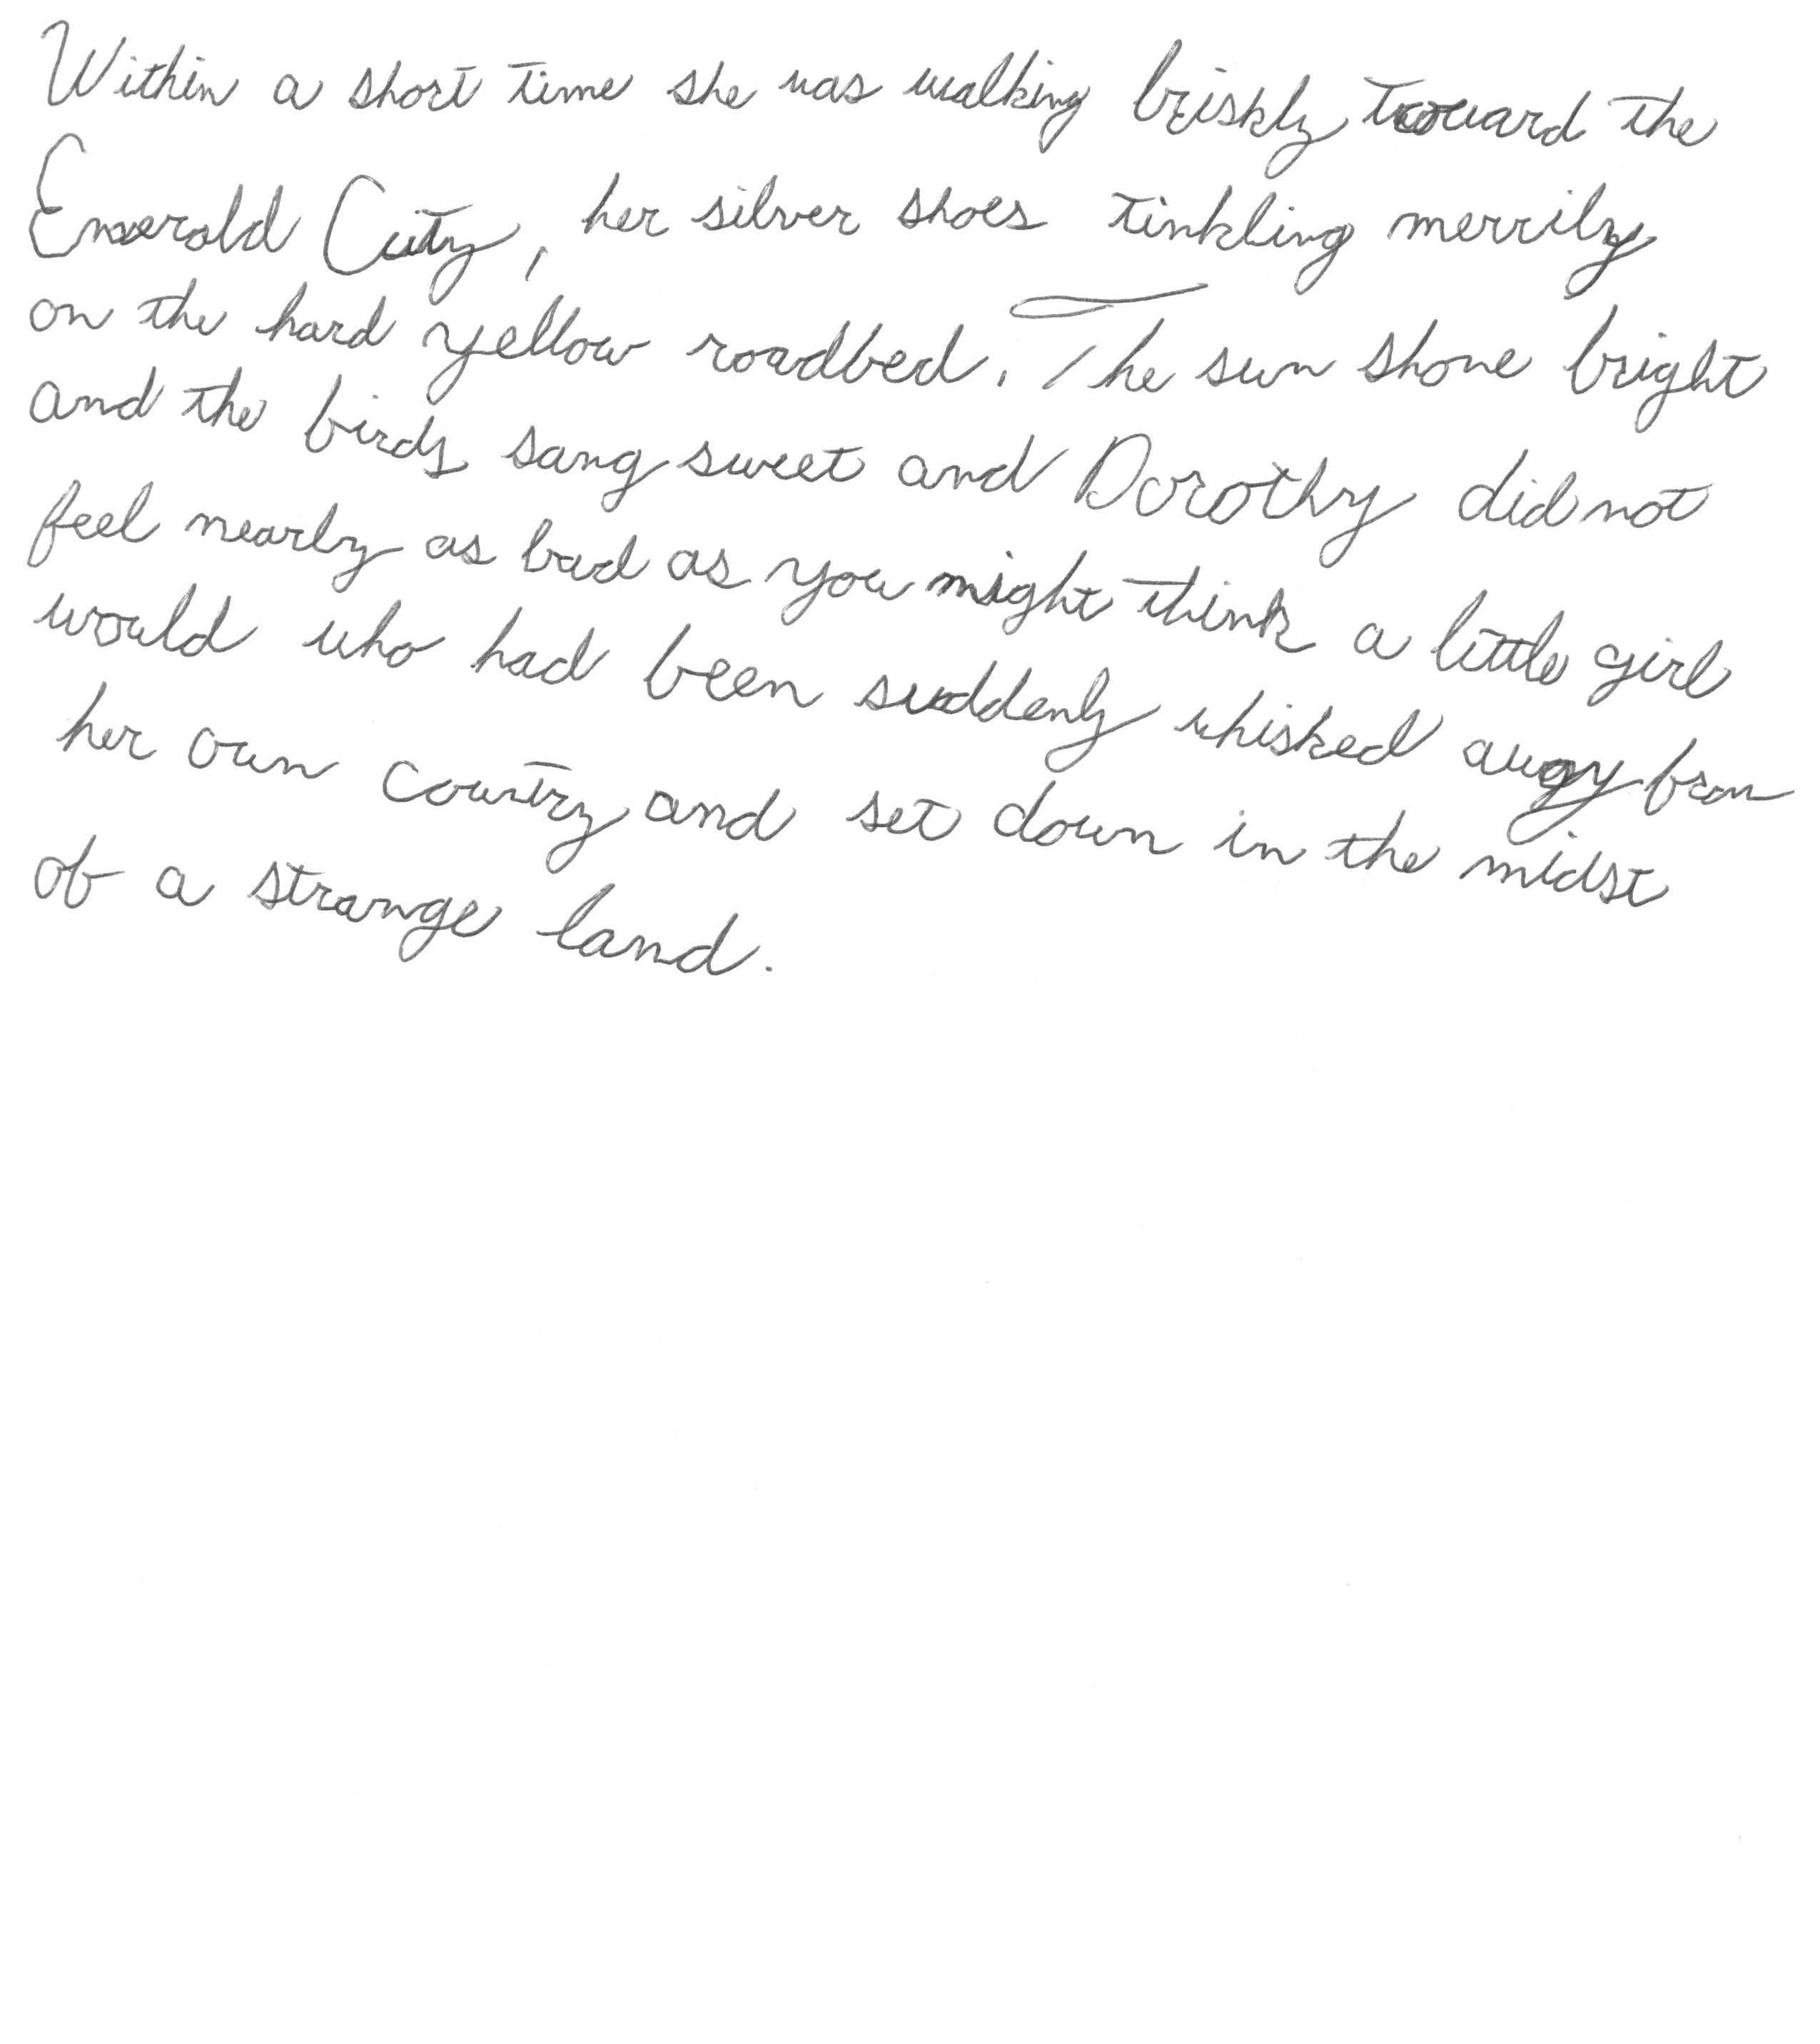 Within a short time she was walking briskly toward the
Emerald City, her silver shoes tinkling merrily
on the hard yellow roadbed. The sun shone bright
and the birds sang sweet and Dorothy did not
feel nearly as bad as you might think a little girl
would who had been suddenly whisked away from
her own country and set down in the midst
of a strange land.